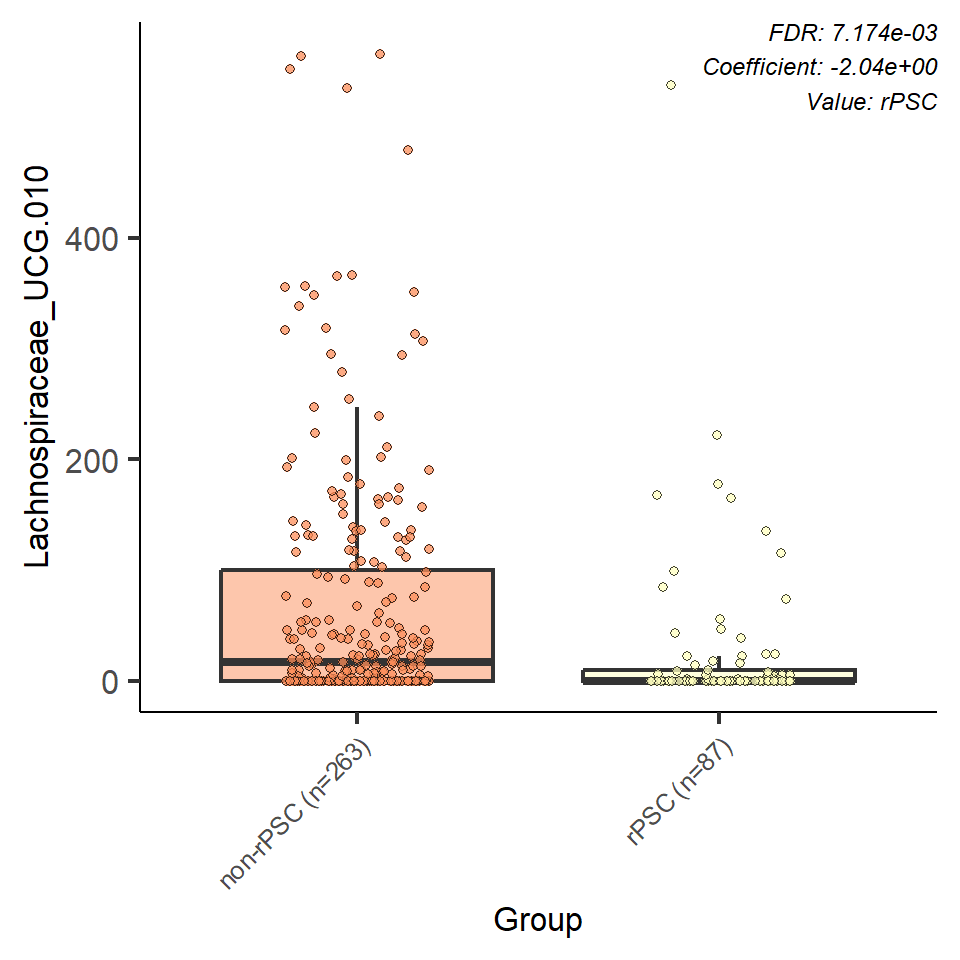 FDR: 7.174e-03
Coefficient: -2.04e+00
Value: rPSC
Lachnospiraceae_UCG.010
400
200
0
non-rPSC (n=263)
rPSC (n=87)
Group